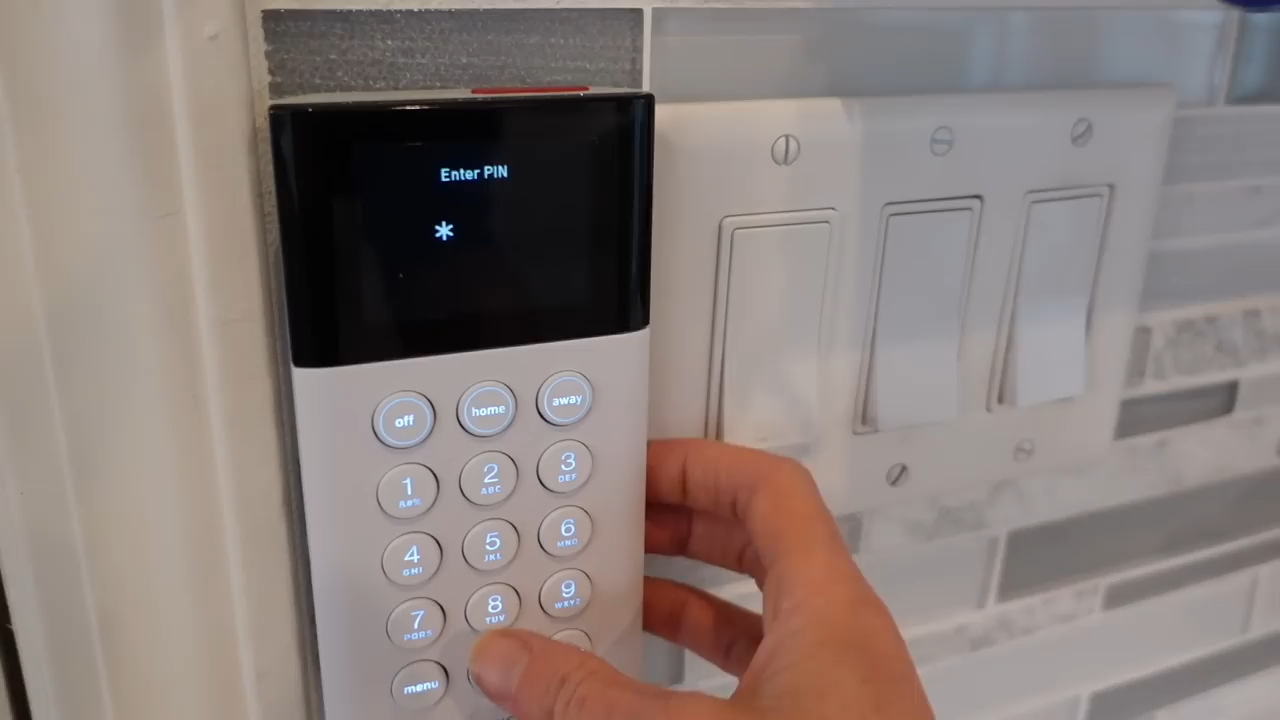 Enter PIN
*
off home away
1 2 3
ABC DEF
4 5 6
GHI JKL MNO
7 8 9
PQRS TUV WXYZ
menu